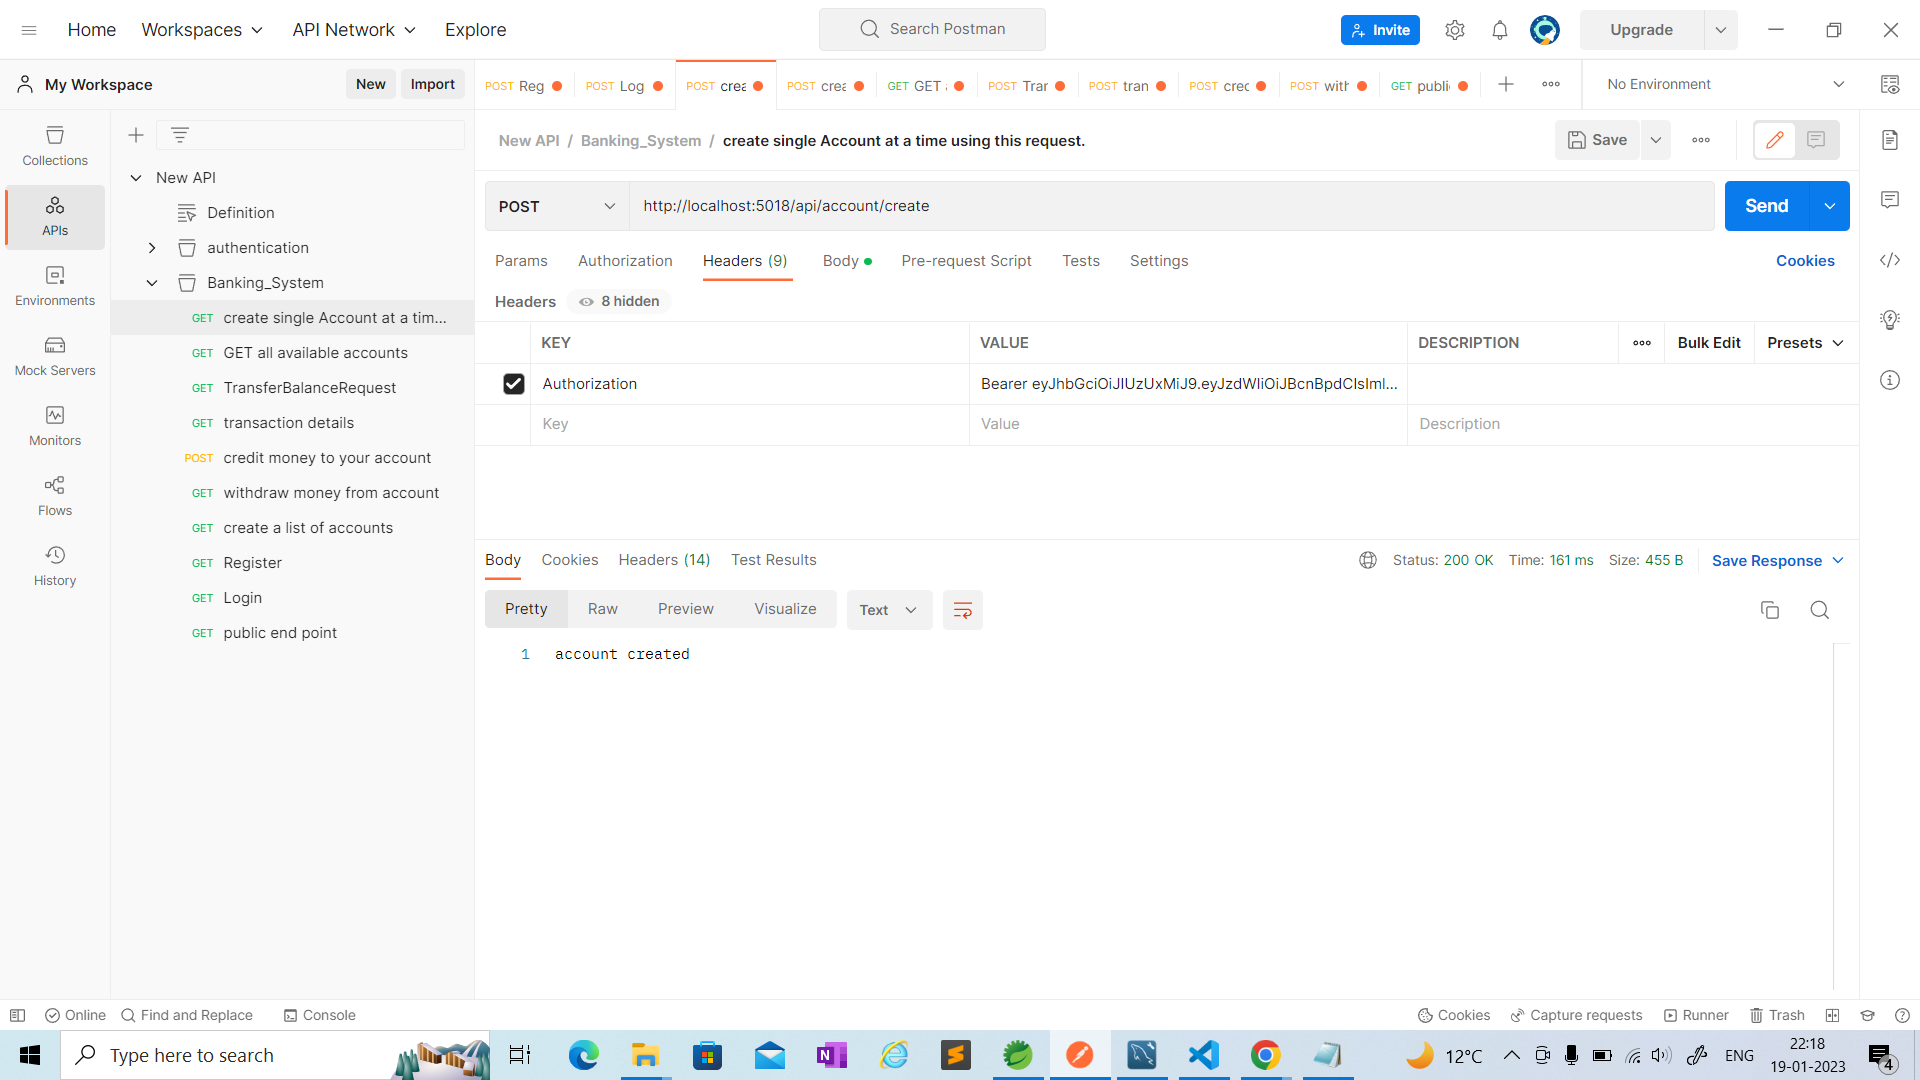 Home
Workspaces
API Network
Explore
Search Postman
Invite
Upgrade
My Workspace
New
Import
POST Reg
POST Log
POST crea
POST crea
GET GET
POST Trar
POST tran
POST cred
POST with
GET public
No Environment
Collections
APIs
Environments
Mock Servers
Monitors
Flows
History
New API
Definition
authentication
Banking_System
GET create single Account at a tim...
GET GET all available accounts
GET TransferBalanceRequest
GET transaction details
POST credit money to your account
GET withdraw money from account
GET create a list of accounts
GET Register
GET Login
GET public end point
New API / Banking_System / create single Account at a time using this request.
Save
POST
http://localhost:5018/api/account/create
Send
Params
Authorization
Headers (9)
Body
Pre-request Script
Tests
Settings
Cookies
Headers
8 hidden
KEY
VALUE
DESCRIPTION
Bulk Edit
Presets
Authorization
Bearer eyJhbGciOiJIUzUxMiJ9.eyJzdWIiOiJBcnBpdCIsImI...
Key
Value
Description
Body
Cookies
Headers (14)
Test Results
Status: 200 OK
Time: 161 ms
Size: 455 B
Save Response
Pretty
Raw
Preview
Visualize
Text
1
account created
Online
Find and Replace
Console
Cookies
Capture requests
Runner
Trash
Type here to search
12°C
ENG
22:18
19-01-2023
4